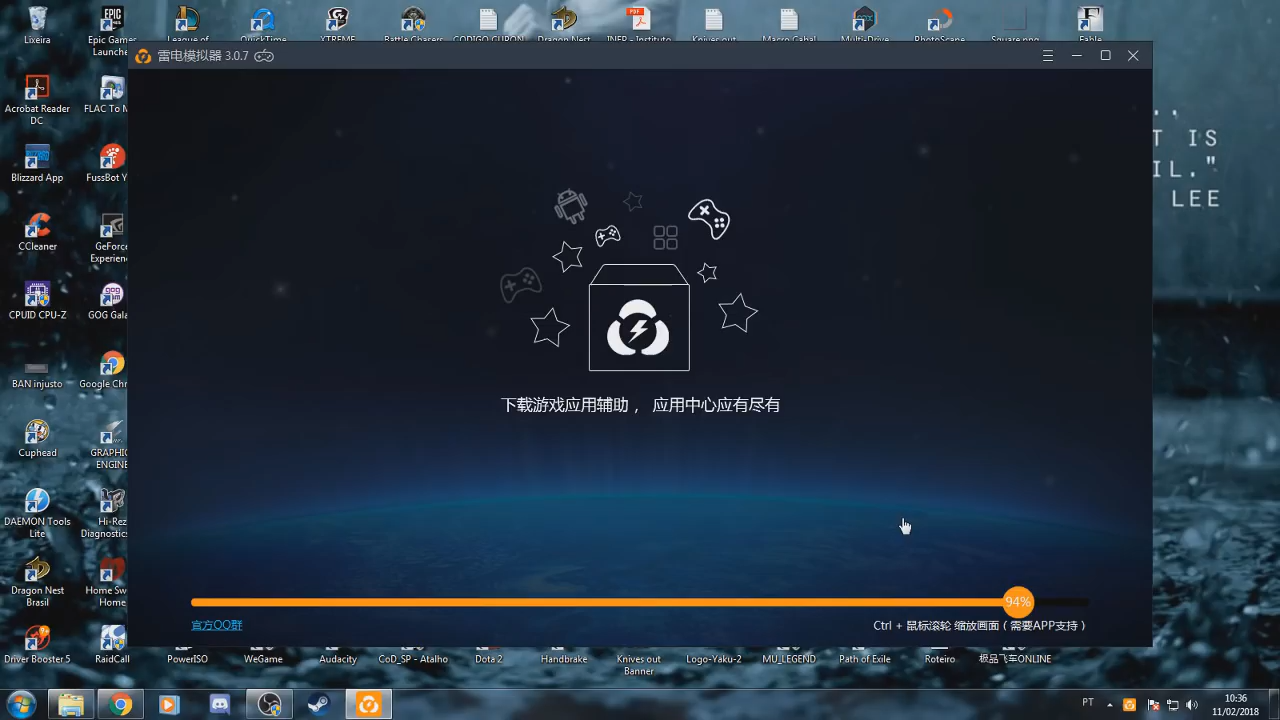 Lixeira
Epic Games
Launcher
League of
QuickTime
XTREME
Battle Chasers
CODIGO CUPON
Dragon Nest
INEP - Instituto
Knives out
Macro Cabal
Multi-Drive
PhotoScape
Square.png
Fable
雷电模拟器 3.0.7
T IS
IL."
LEE
Acrobat Reader
DC
FLAC To M
Blizzard App
FussBot Y
CCleaner
GeForce
Experien
CPUID CPU-Z
GOG Gala
BAN injusto
Google Chr
Cuphead
GRAPHI
ENGINE
DAEMON Tools
Lite
Hi-Rez
Diagnostics
Dragon Nest
Brasil
Home Sw
Home
Driver Booster 5
RaidCall
下载游戏应用辅助， 应用中心应有尽有
94%
官方QQ群
Ctrl + 鼠标滚轮 缩放画面（需要APP支持）
PowerISO
WeGame
Audacity
CoD_SP - Atalho
Dota 2
Handbrake
Knives out
Banner
Logo-Yaku-2
MU_LEGEND
Path of Exile
Roteiro
极品飞车ONLINE
PT
10:36
11/02/2018